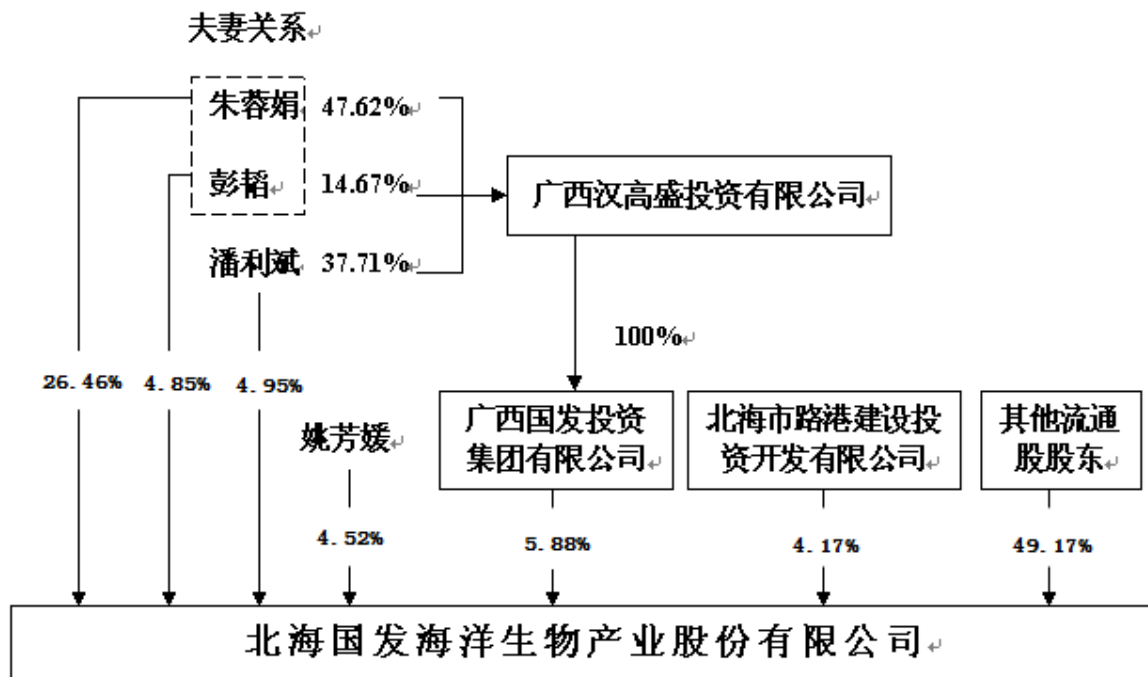 夫妻关系
朱蓉娟 47.62%
彭韬 14.67%
广西汉高盛投资有限公司
潘利斌 37.71%
100%
26.46%
4.85%
4.95%
姚芳媛
广西国发投资
集团有限公司
北海市路港建设投
资开发有限公司
其他流通
股股东
4.52%
5.88%
4.17%
49.17%
北海国发海洋生物产业股份有限公司